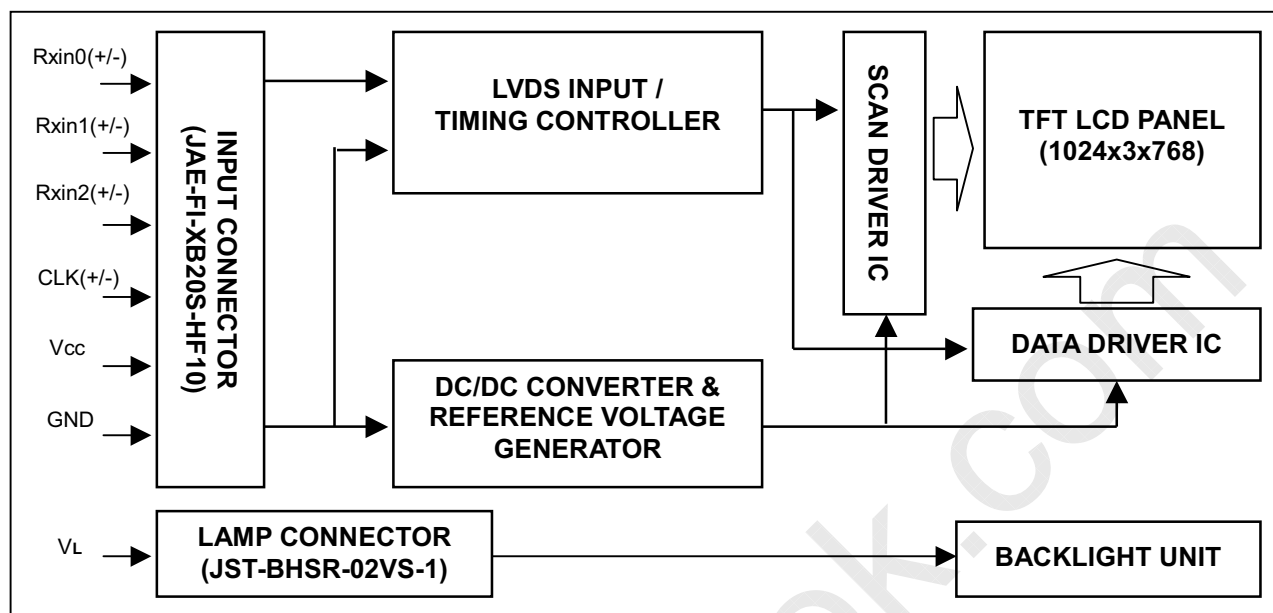 Rxin0(+/-)
Rxin1(+/-)
Rxin2(+/-)
CLK(+/-)
Vcc
GND
VL
INPUT CONNECTOR
(JAE-FI-XB20S-HF10)
LVDS INPUT /
TIMING CONTROLLER
SCAN DRIVER IC
TFT LCD PANEL
(1024x3x768)
DATA DRIVER IC
DC/DC CONVERTER &
REFERENCE VOLTAGE
GENERATOR
LAMP CONNECTOR
(JST-BHSR-02VS-1)
BACKLIGHT UNIT
ok.com